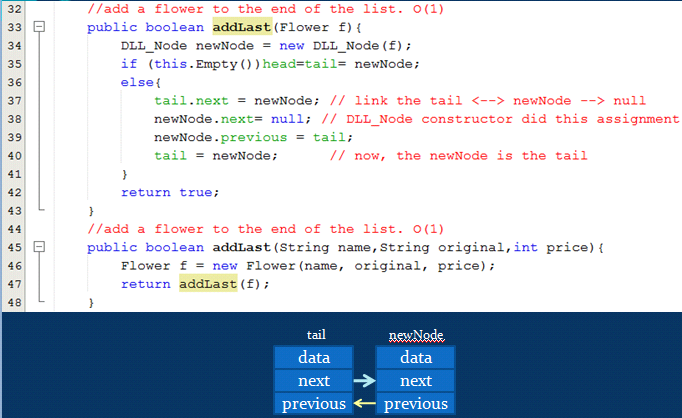 32 //add a flower to the end of the list. O(1)
33 public boolean addLast(Flower f){
34 DLL_Node newNode = new DLL_Node(f);
35 if (this.Empty())head=tail= newNode;
36 else{
37 tail.next = newNode; // link the tail <--> newNode --> null
38 newNode.next= null; // DLL_Node constructor did this assignment
39 newNode.previous = tail;
40 tail = newNode; // now, the newNode is the tail
41 }
42 return true;
43 }
44 //add a flower to the end of the list. O(1)
45 public boolean addLast(String name,String original,int price){
46 Flower f = new Flower(name, original, price);
47 return addLast(f);
48 }
tail newNode
data data
next next
previous previous